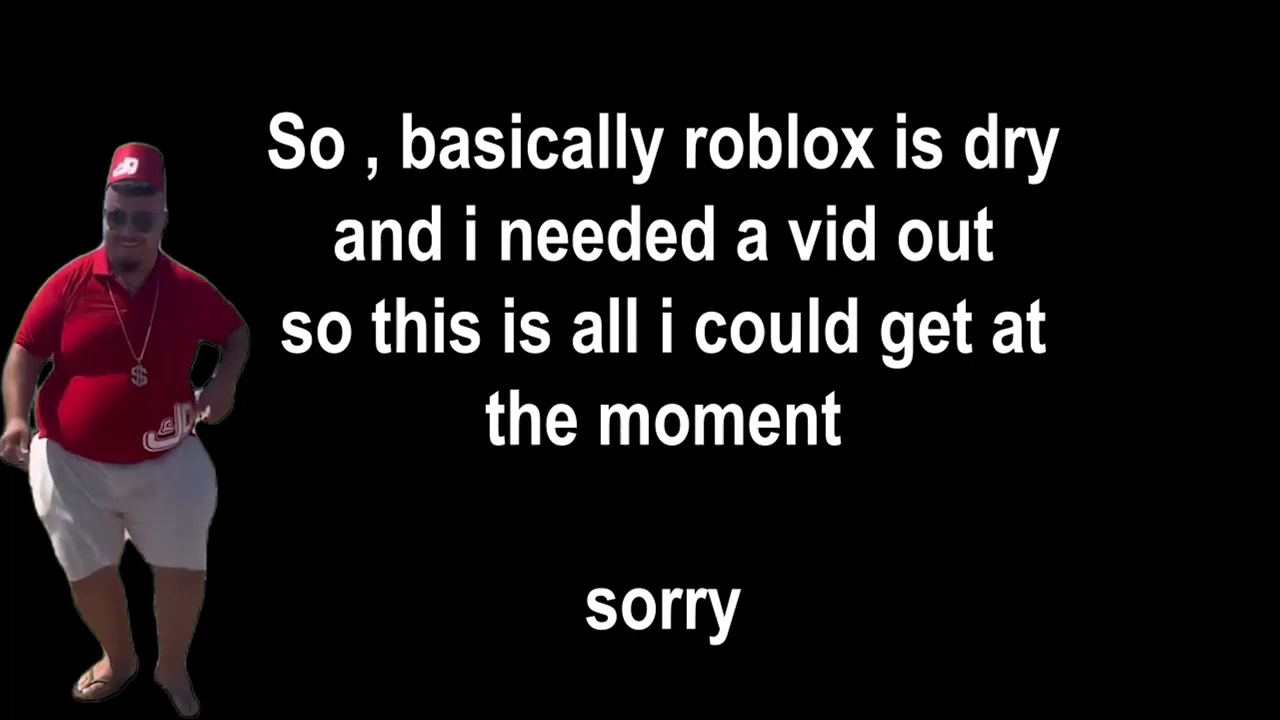 So , basically roblox is dry
and i needed a vid out
so this is all i could get at
the moment
sorry